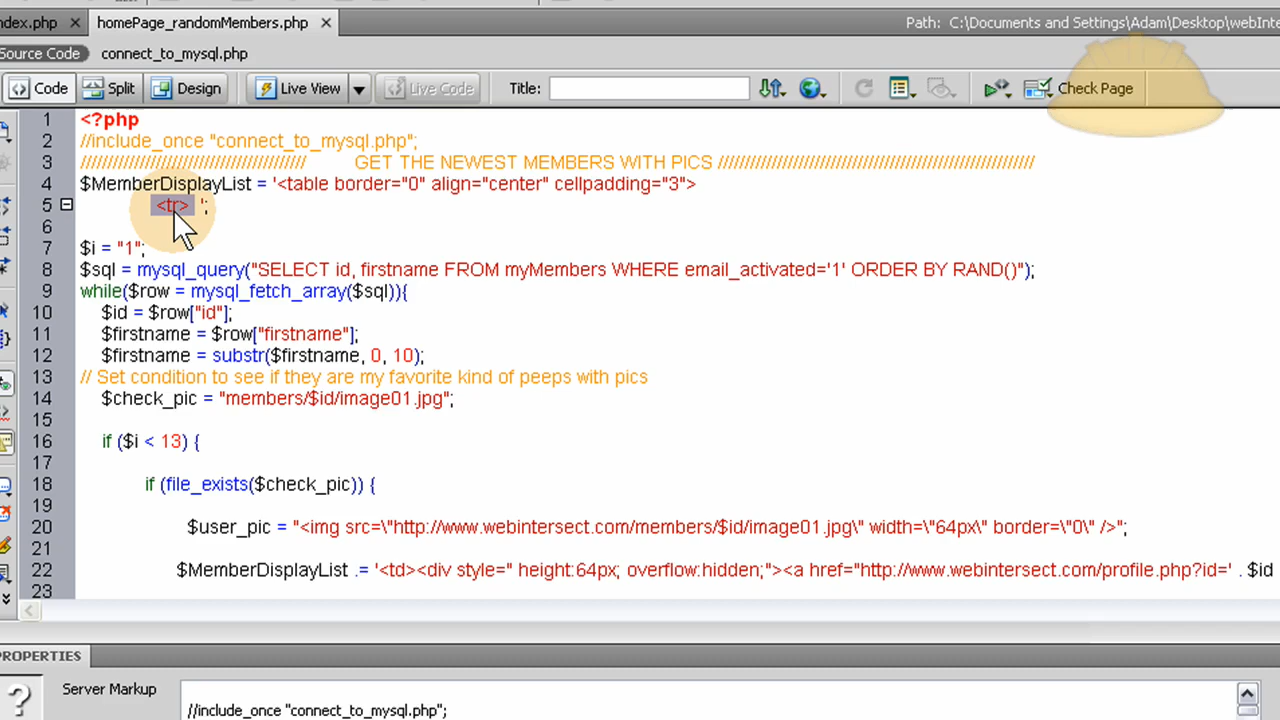 ndex.php homePage_randomMembers.php Path: C:\Documents and Settings\Adam\Desktop\webInte
Source Code connect_to_mysql.php
Code Split Design Live View Live Code Title: Check Page
1 <?php
2 //include_once "connect_to_mysql.php";
3 ///////////////////////////////////////// GET THE NEWEST MEMBERS WITH PICS /////////////////////////////////////////////////////////
4 $MemberDisplayList = '<table border="0" align="center" cellpadding="3">
5 <tr> ';
6
7 $i = "1";
8 $sql = mysql_query("SELECT id, firstname FROM myMembers WHERE email_activated='1' ORDER BY RAND()");
9 while($row = mysql_fetch_array($sql)){
10 $id = $row["id"];
11 $firstname = $row["firstname"];
12 $firstname = substr($firstname, 0, 10);
13 // Set condition to see if they are my favorite kind of peeps with pics
14 $check_pic = "members/$id/image01.jpg";
15
16 if ($i < 13) {
17
18 if (file_exists($check_pic)) {
19
20 $user_pic = "<img src=\"http://www.webintersect.com/members/$id/image01.jpg\" width=\"64px\" border=\"0\" />";
21
22 $MemberDisplayList .= '<td><div style=" height:64px; overflow:hidden;"><a href="http://www.webintersect.com/profile.php?id=' . $id
23
PROPERTIES
? Server Markup //include_once "connect_to_mysql.php";